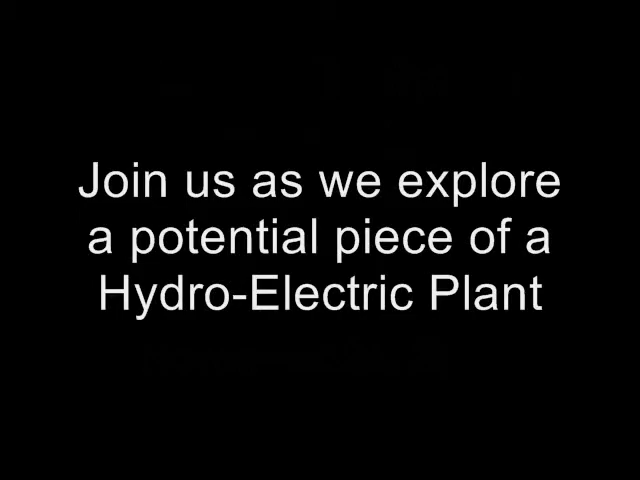 Join us as we explore
a potential piece of a
Hydro-Electric Plant